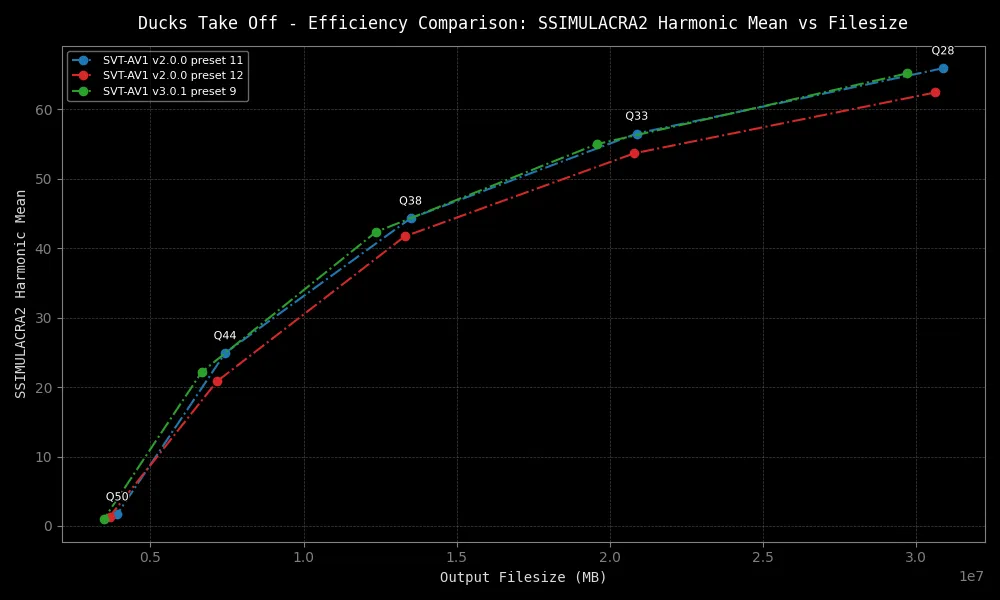 Ducks Take Off - Efficiency Comparison: SSIMULACRA2 Harmonic Mean vs Filesize
SVT-AV1 v2.0.0 preset 11
SVT-AV1 v2.0.0 preset 12
SVT-AV1 v3.0.1 preset 9
Q28
Q33
Q38
Q44
Q50
SSIMULACRA2 Harmonic Mean
60
50
40
30
20
10
0
0.5 1.0 1.5 2.0 2.5 3.0
1e7
Output Filesize (MB)